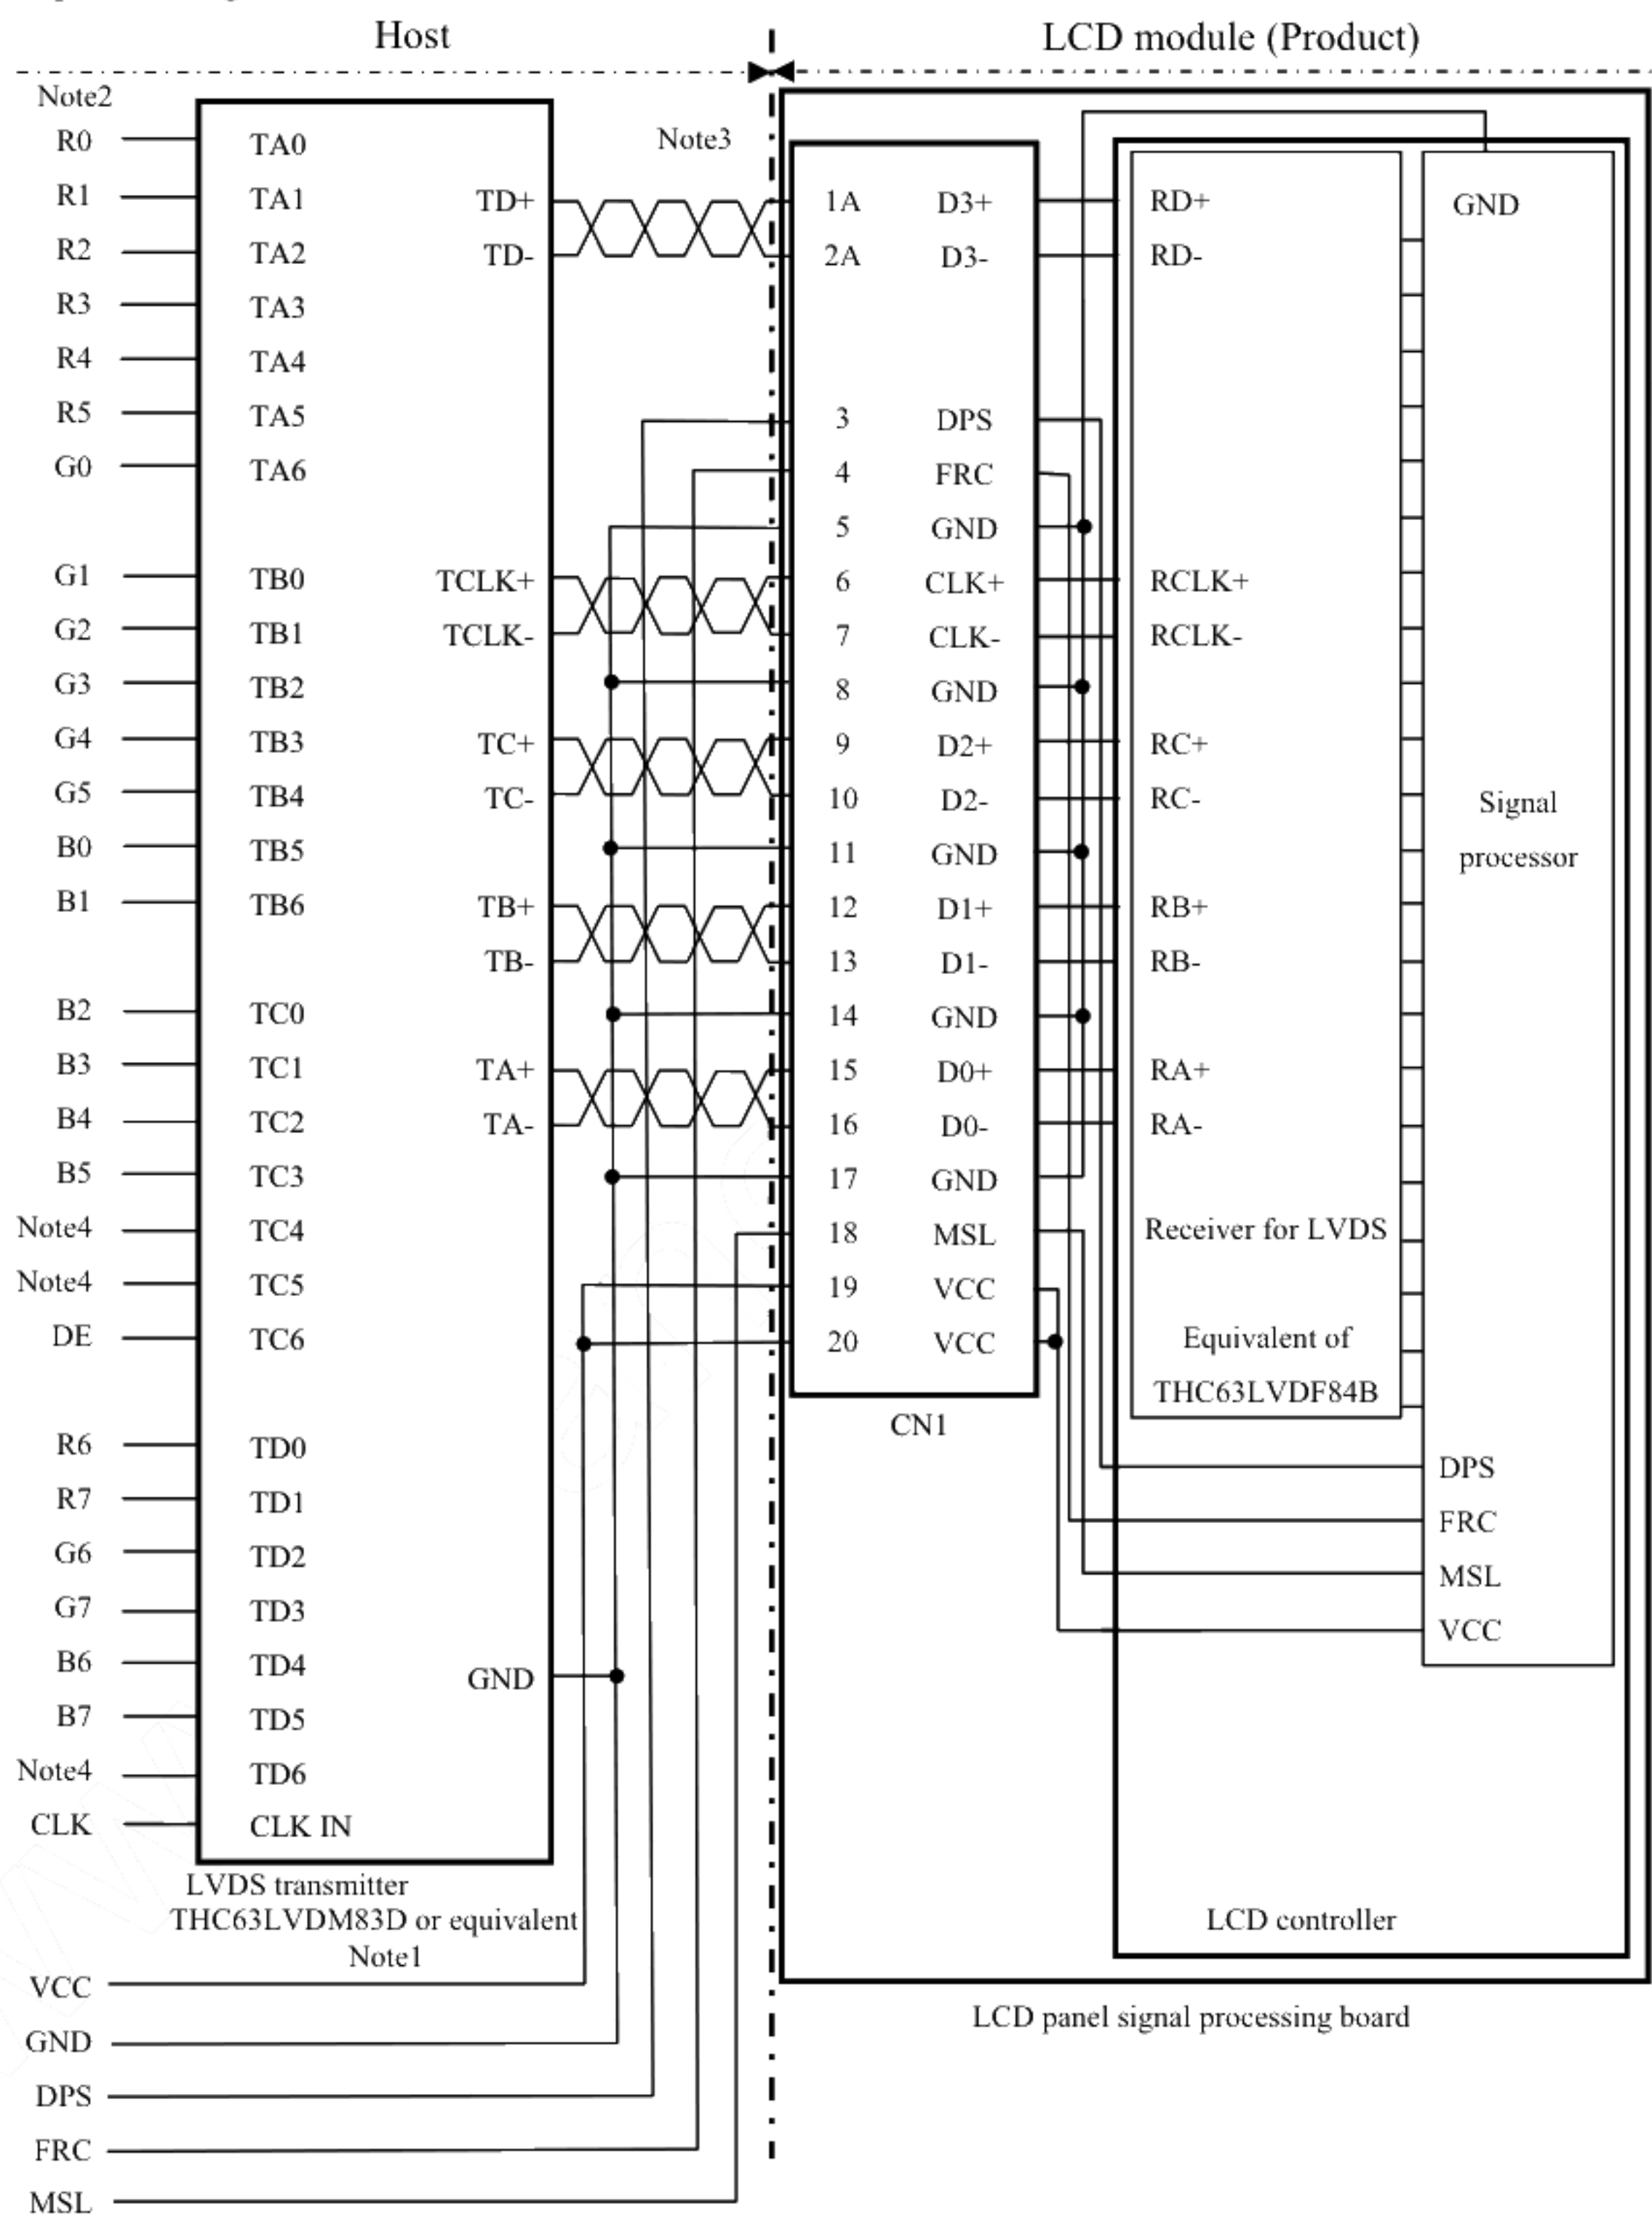 Host
LCD module (Product)
Note2
Note3
R0 TA0
R1 TA1 TD+ 1A D3+ RD+ GND
R2 TA2 TD- 2A D3- RD-
R3 TA3
R4 TA4
R5 TA5 3 DPS
G0 TA6 4 FRC
5 GND
G1 TB0 TCLK+ 6 CLK+ RCLK+
G2 TB1 TCLK- 7 CLK- RCLK-
G3 TB2 8 GND
G4 TB3 TC+ 9 D2+ RC+
G5 TB4 TC- 10 D2- RC- Signal
B0 TB5 11 GND processor
B1 TB6 TB+ 12 D1+ RB+
TB- 13 D1- RB-
B2 TC0 14 GND
B3 TC1 TA+ 15 D0+ RA+
B4 TC2 TA- 16 D0- RA-
B5 TC3 17 GND
Note4 TC4 18 MSL Receiver for LVDS
Note4 TC5 19 VCC
DE TC6 20 VCC Equivalent of
THC63LVDF84B
CN1
R6 TD0 DPS
R7 TD1 FRC
G6 TD2 MSL
G7 TD3 VCC
B6 TD4 GND
B7 TD5
Note4 TD6
CLK CLK IN
LVDS transmitter
THC63LVDM83D or equivalent
Note1
LCD controller
VCC
LCD panel signal processing board
GND
DPS
FRC
MSL